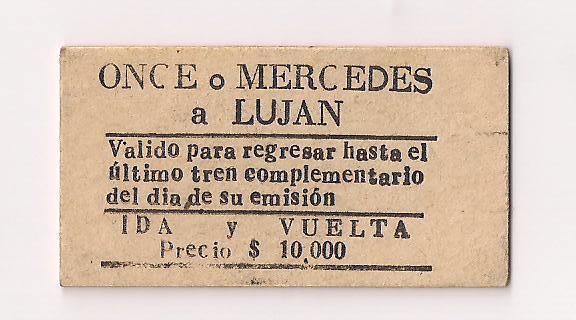 ONCE o MERCEDES
a LUJAN
Valido para regresar hasta el
último tren complementario
del dia de su emisión
IDA y VUELTA
Precio $ 10,000